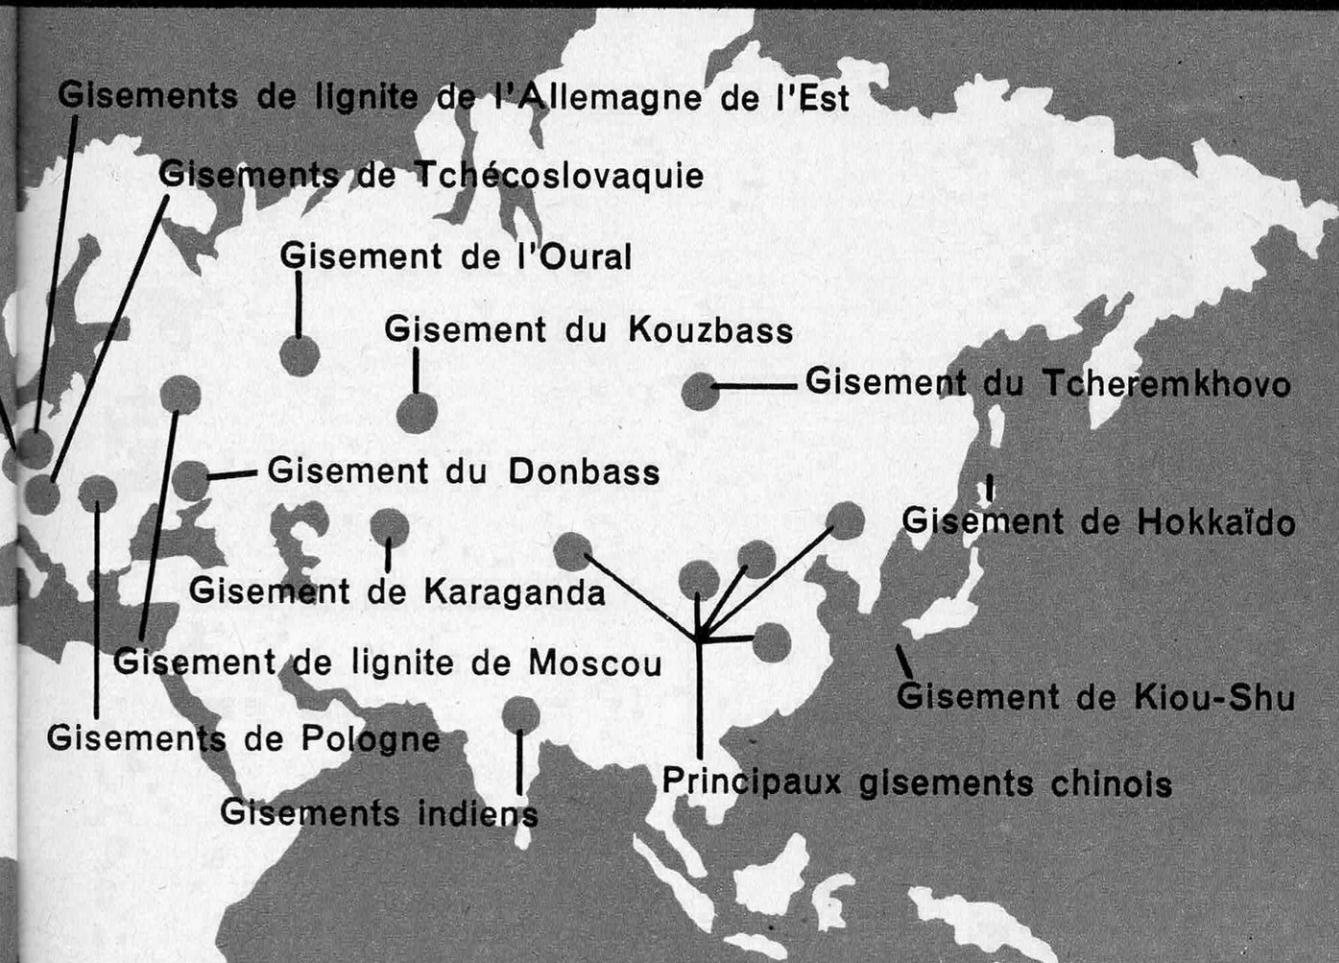 Gisements de lignite de l'Allemagne de l'Est
Gisements de Tchécoslovaquie
Gisement de l'Oural
Gisement du Kouzbass
Gisement du Tcheremkhovo
Gisement du Donbass
Gisement de Hokkaïdo
Gisement de Karaganda
Gisement de lignite de Moscou
Gisement de Kiou-Shu
Gisements de Pologne
Principaux gisements chinois
Gisements indiens